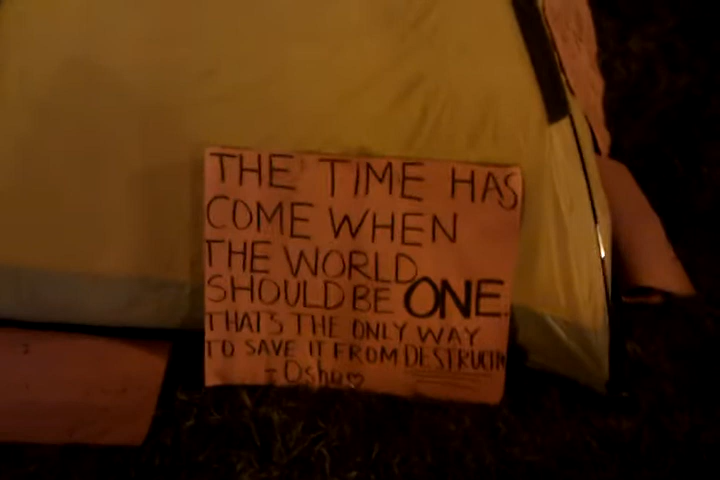 THE TIME HAS
COME WHEN
THE WORLD
SHOULD BE ONE.
THAT'S THE ONLY WAY
TO SAVE IT FROM DESTRUCTN
- Osho♡